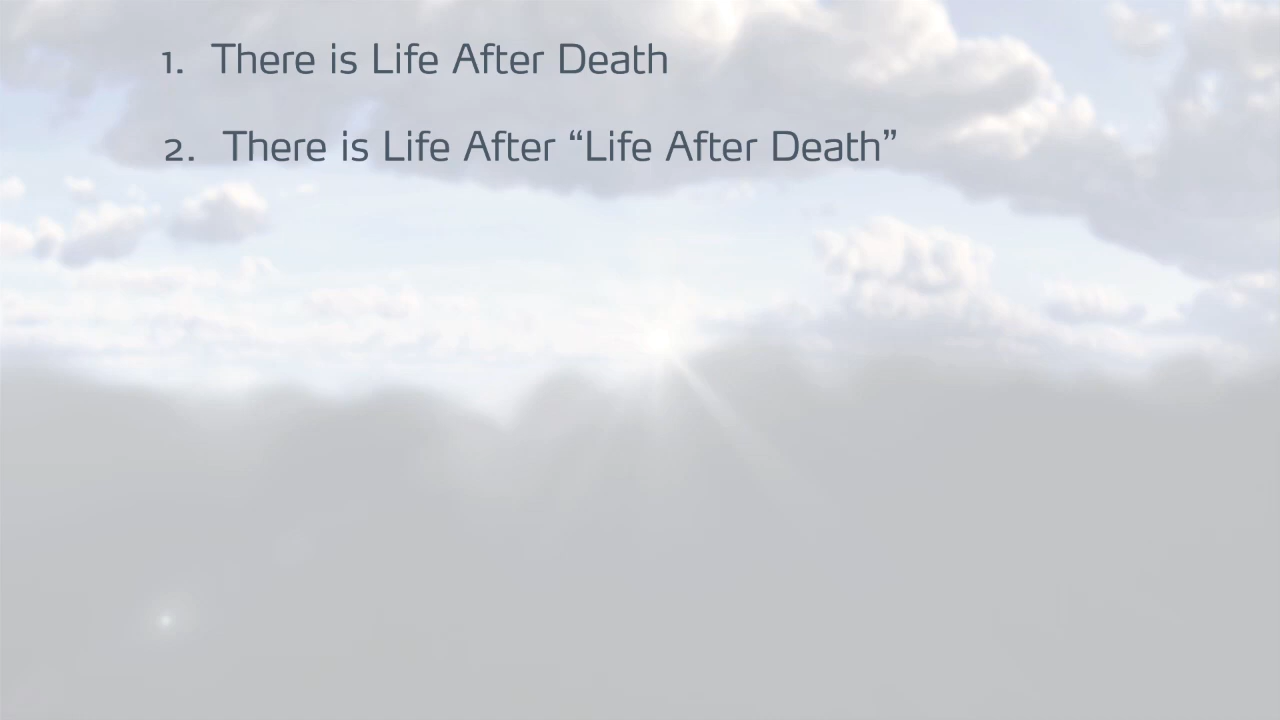 1. There is Life After Death
2. There is Life After “Life After Death”